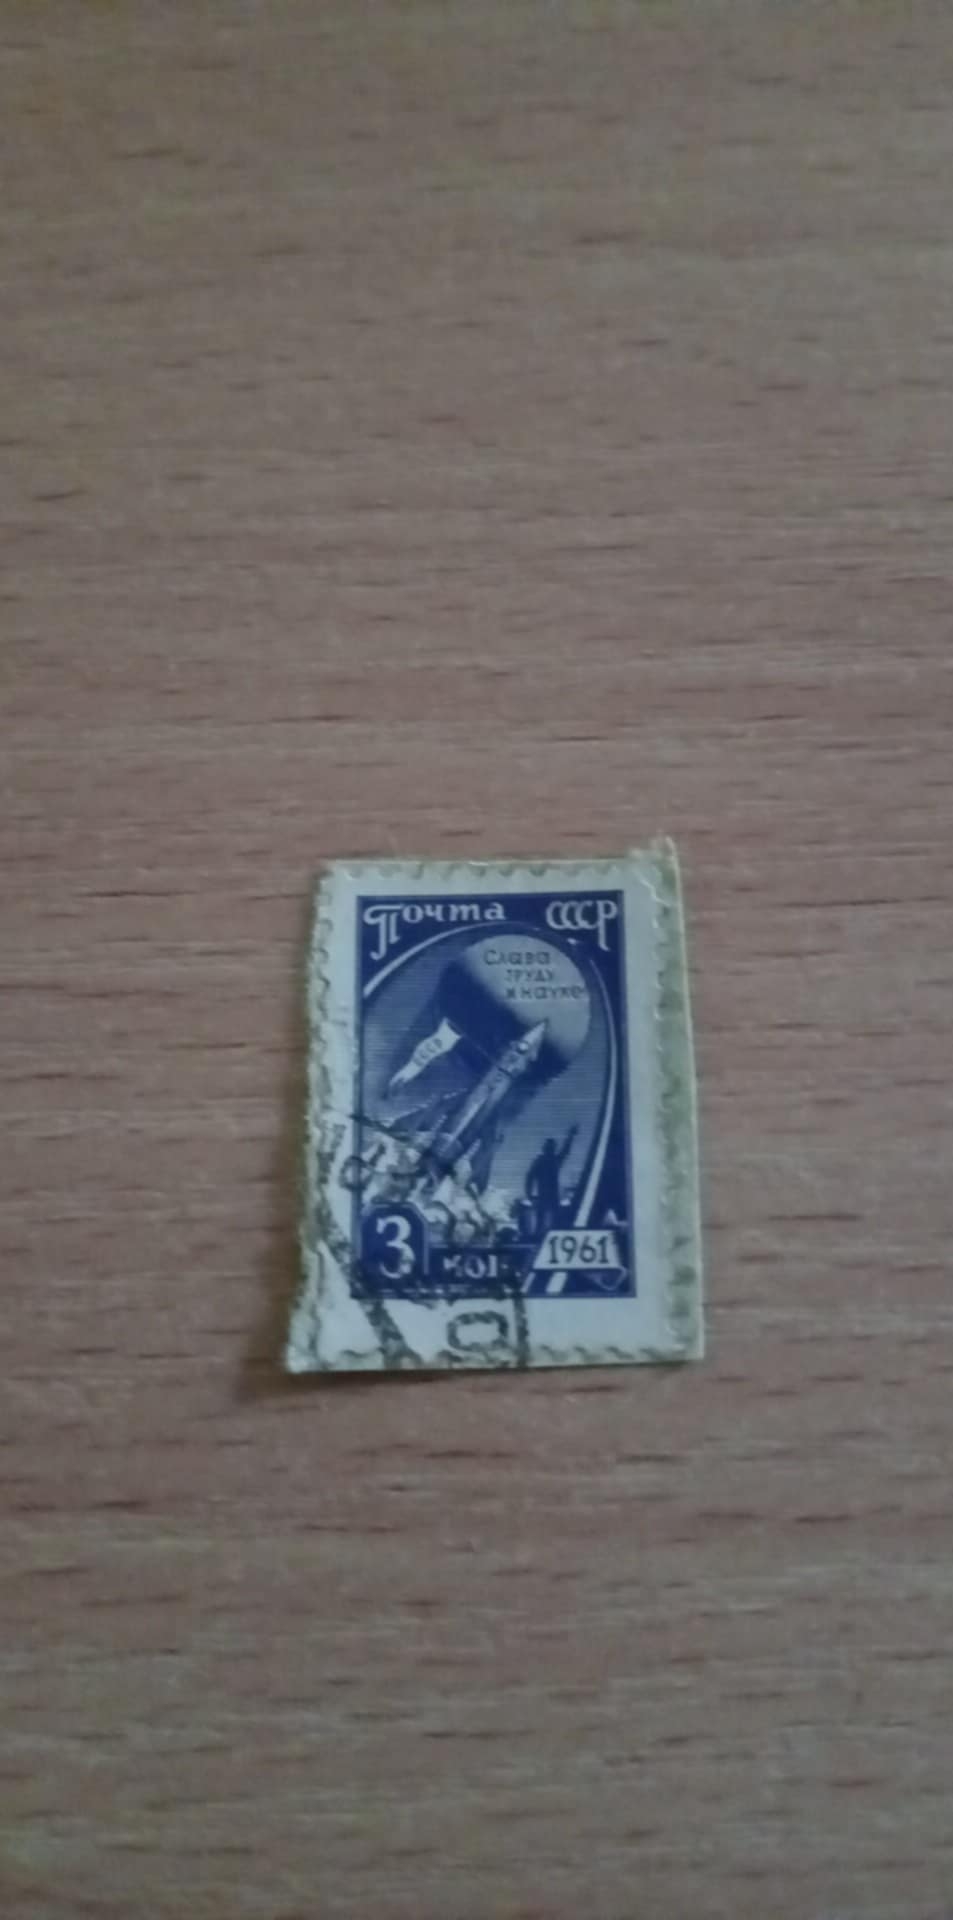 Почта СССР
Слава
труду
и науке
СССР
3 коп
1961